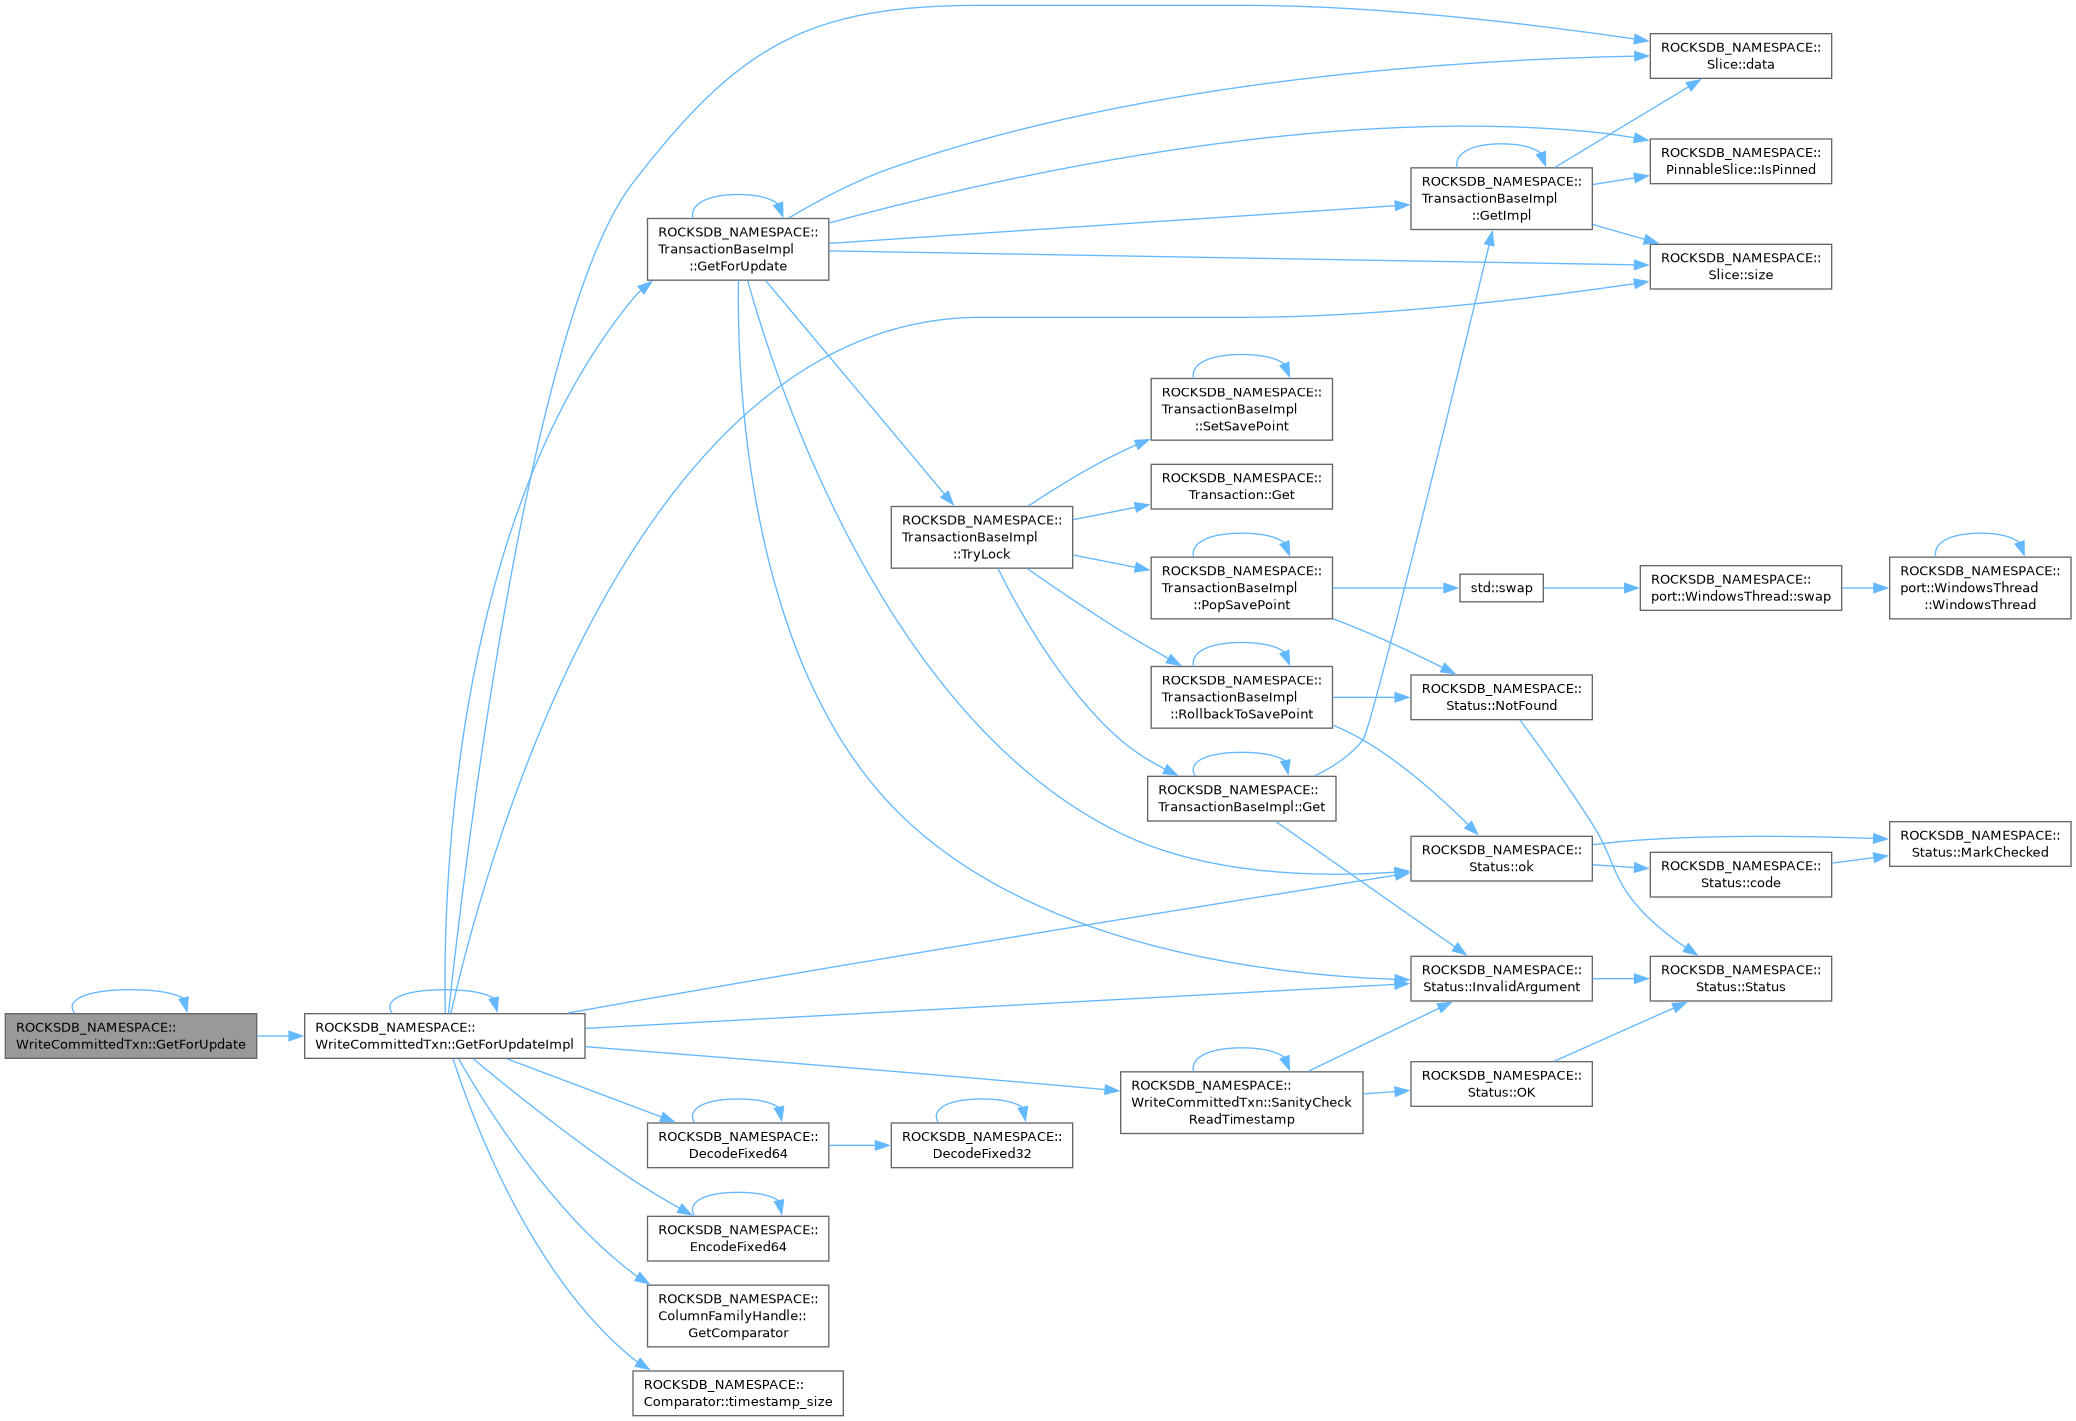 ROCKSDB_NAMESPACE::
WriteCommittedTxn::GetForUpdate
ROCKSDB_NAMESPACE::
WriteCommittedTxn::GetForUpdateImpl
ROCKSDB_NAMESPACE::
TransactionBaseImpl
::GetForUpdate
ROCKSDB_NAMESPACE::
DecodeFixed64
ROCKSDB_NAMESPACE::
EncodeFixed64
ROCKSDB_NAMESPACE::
ColumnFamilyHandle::
GetComparator
ROCKSDB_NAMESPACE::
Comparator::timestamp_size
ROCKSDB_NAMESPACE::
TransactionBaseImpl
::TryLock
ROCKSDB_NAMESPACE::
DecodeFixed32
ROCKSDB_NAMESPACE::
TransactionBaseImpl
::SetSavePoint
ROCKSDB_NAMESPACE::
Transaction::Get
ROCKSDB_NAMESPACE::
TransactionBaseImpl
::PopSavePoint
ROCKSDB_NAMESPACE::
TransactionBaseImpl
::RollbackToSavePoint
ROCKSDB_NAMESPACE::
TransactionBaseImpl::Get
ROCKSDB_NAMESPACE::
WriteCommittedTxn::SanityCheck
ReadTimestamp
ROCKSDB_NAMESPACE::
TransactionBaseImpl
::GetImpl
std::swap
ROCKSDB_NAMESPACE::
Status::NotFound
ROCKSDB_NAMESPACE::
Status::ok
ROCKSDB_NAMESPACE::
Status::InvalidArgument
ROCKSDB_NAMESPACE::
Status::OK
ROCKSDB_NAMESPACE::
Slice::data
ROCKSDB_NAMESPACE::
PinnableSlice::IsPinned
ROCKSDB_NAMESPACE::
Slice::size
ROCKSDB_NAMESPACE::
port::WindowsThread::swap
ROCKSDB_NAMESPACE::
Status::code
ROCKSDB_NAMESPACE::
Status::Status
ROCKSDB_NAMESPACE::
port::WindowsThread
::WindowsThread
ROCKSDB_NAMESPACE::
Status::MarkChecked